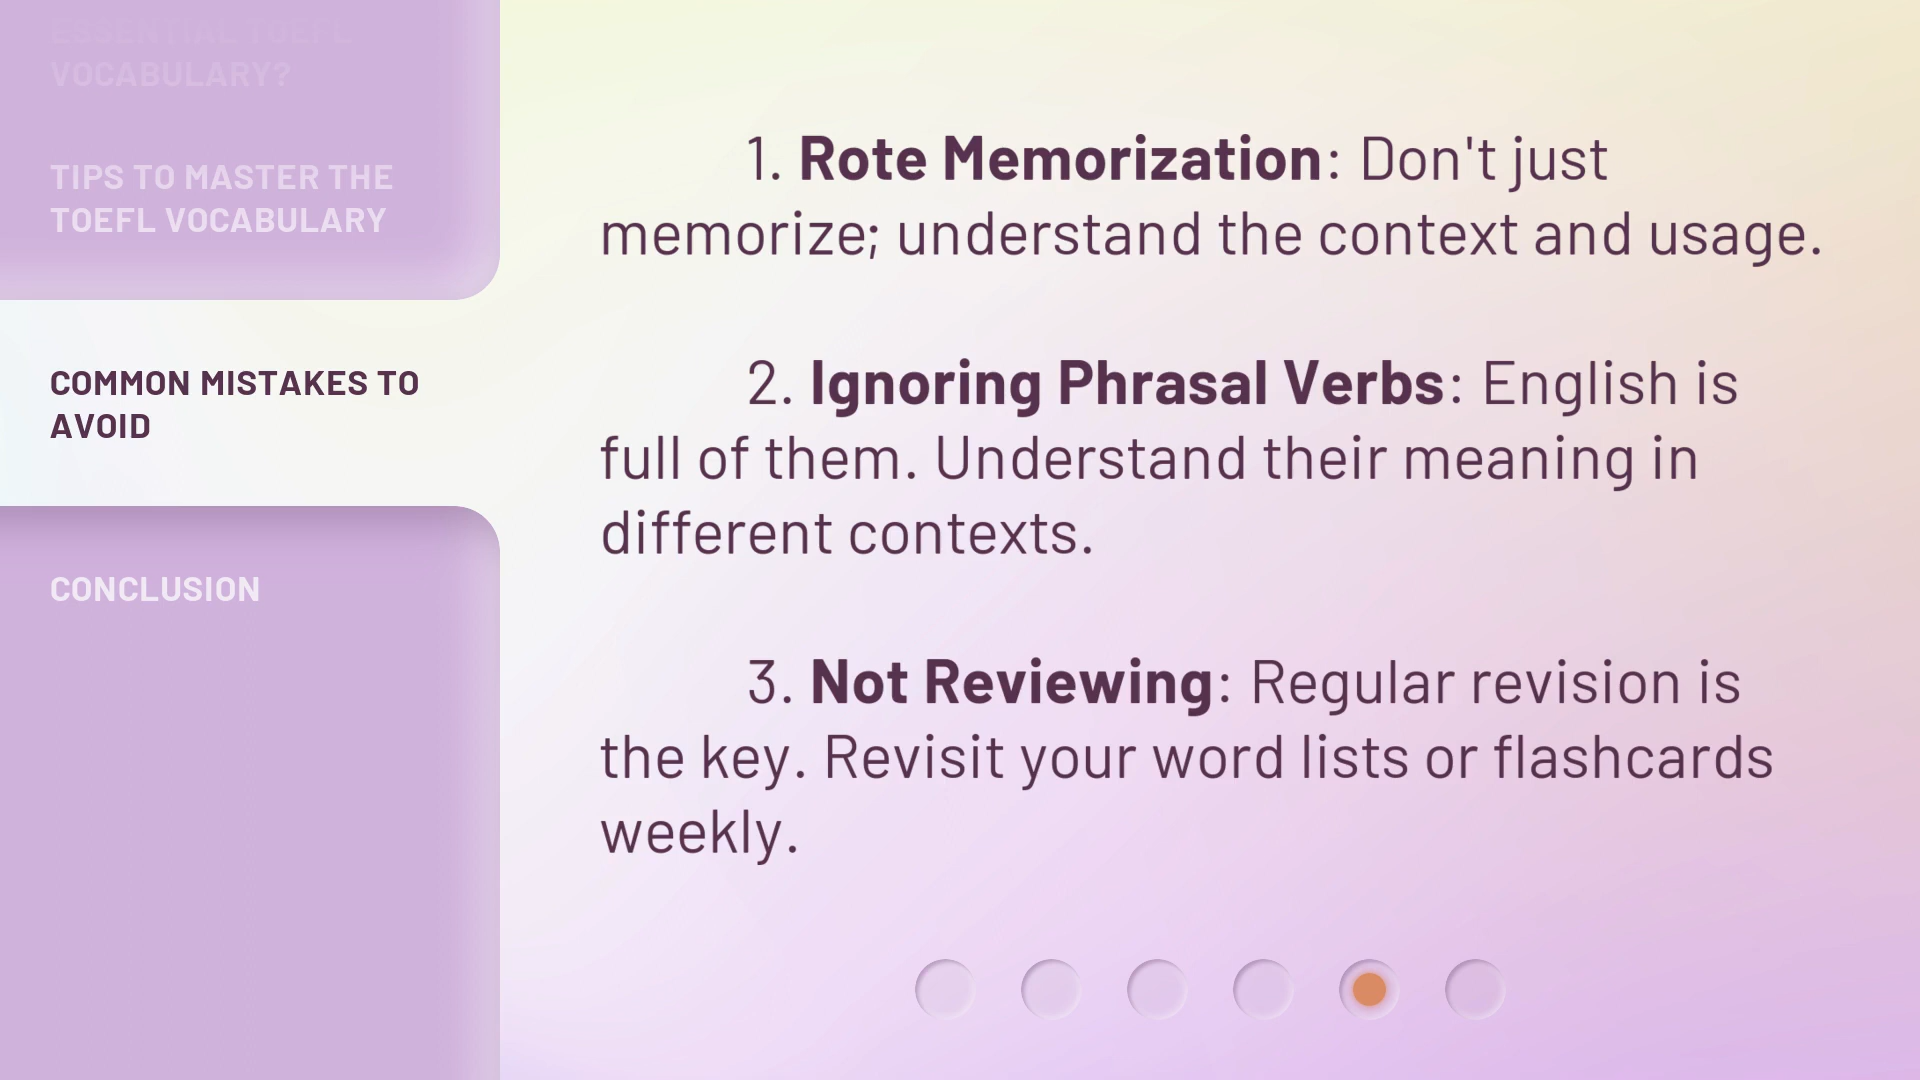 ESSENTIAL TOEFL
VOCABULARY?
TIPS TO MASTER THE
TOEFL VOCABULARY
COMMON MISTAKES TO
AVOID
CONCLUSION
1. Rote Memorization: Don't just
memorize; understand the context and usage.
2. Ignoring Phrasal Verbs: English is
full of them. Understand their meaning in
different contexts.
3. Not Reviewing: Regular revision is
the key. Revisit your word lists or flashcards
weekly.